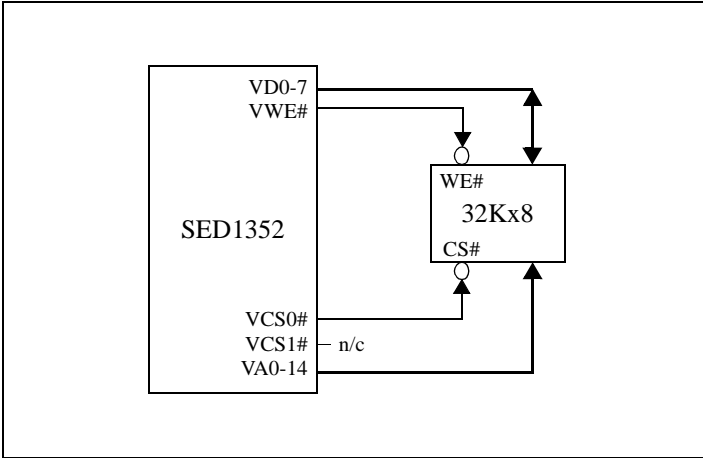 VD0-7
VWE#
WE#
32Kx8
SED1352
CS#
VCS0#
VCS1# n/c
VA0-14